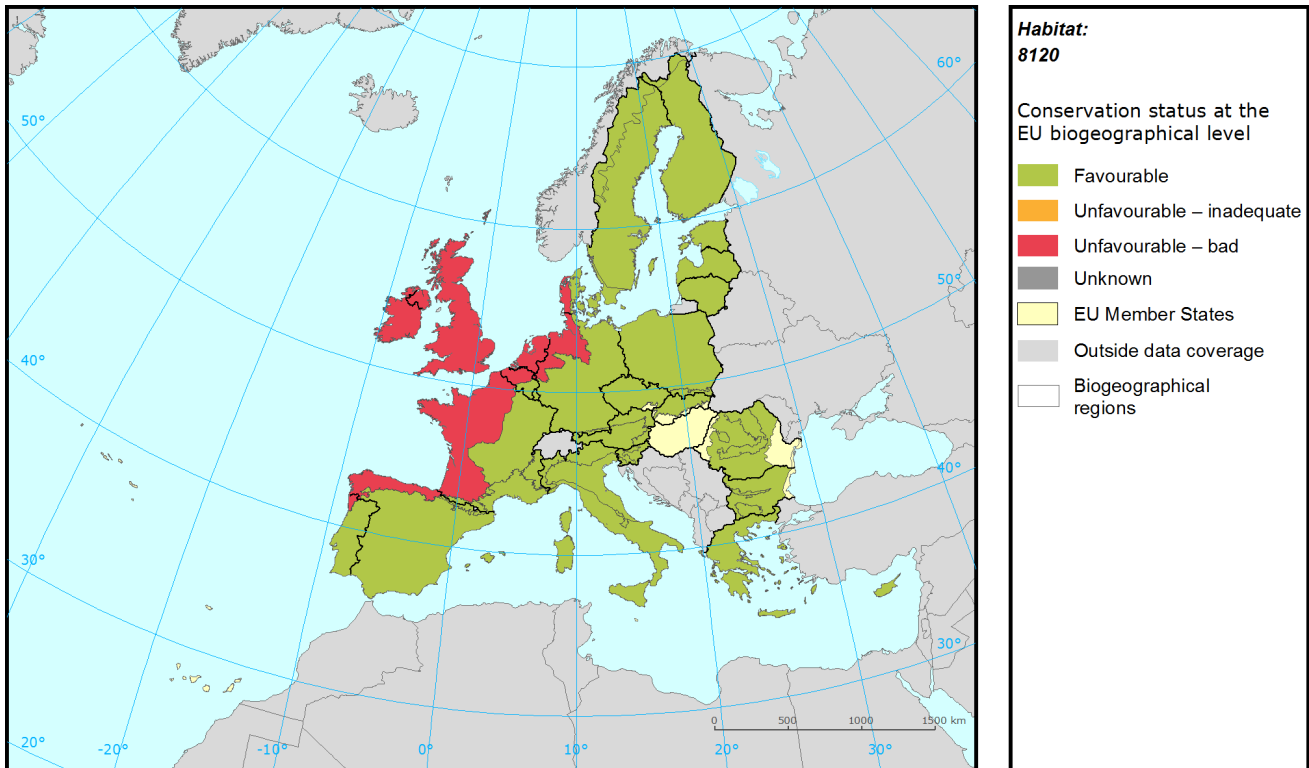 Habitat:
8120
Conservation status at the
EU biogeographical level
Favourable
Unfavourable – inadequate
Unfavourable – bad
Unknown
EU Member States
Outside data coverage
Biogeographical
regions
60°
50°
50°
40°
40°
30°
30°
0 500 1000 1500 km
20° -20° -10° 0° 10° 20° 30°